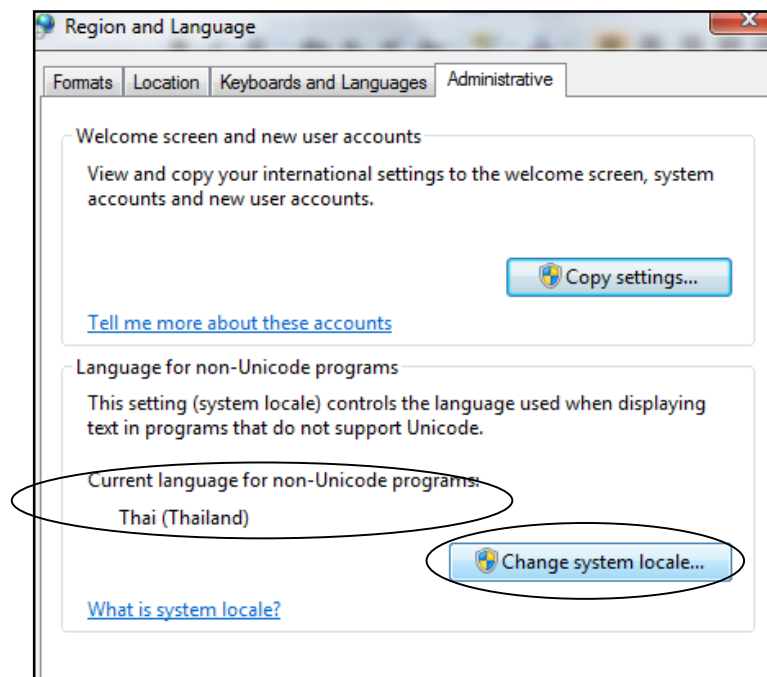 Region and Language
Formats Location Keyboards and Languages Administrative
Welcome screen and new user accounts
View and copy your international settings to the welcome screen, system
accounts and new user accounts.
Copy settings...
Tell me more about these accounts
Language for non-Unicode programs
This setting (system locale) controls the language used when displaying
text in programs that do not support Unicode.
Current language for non-Unicode programs:
Thai (Thailand)
Change system locale...
What is system locale?